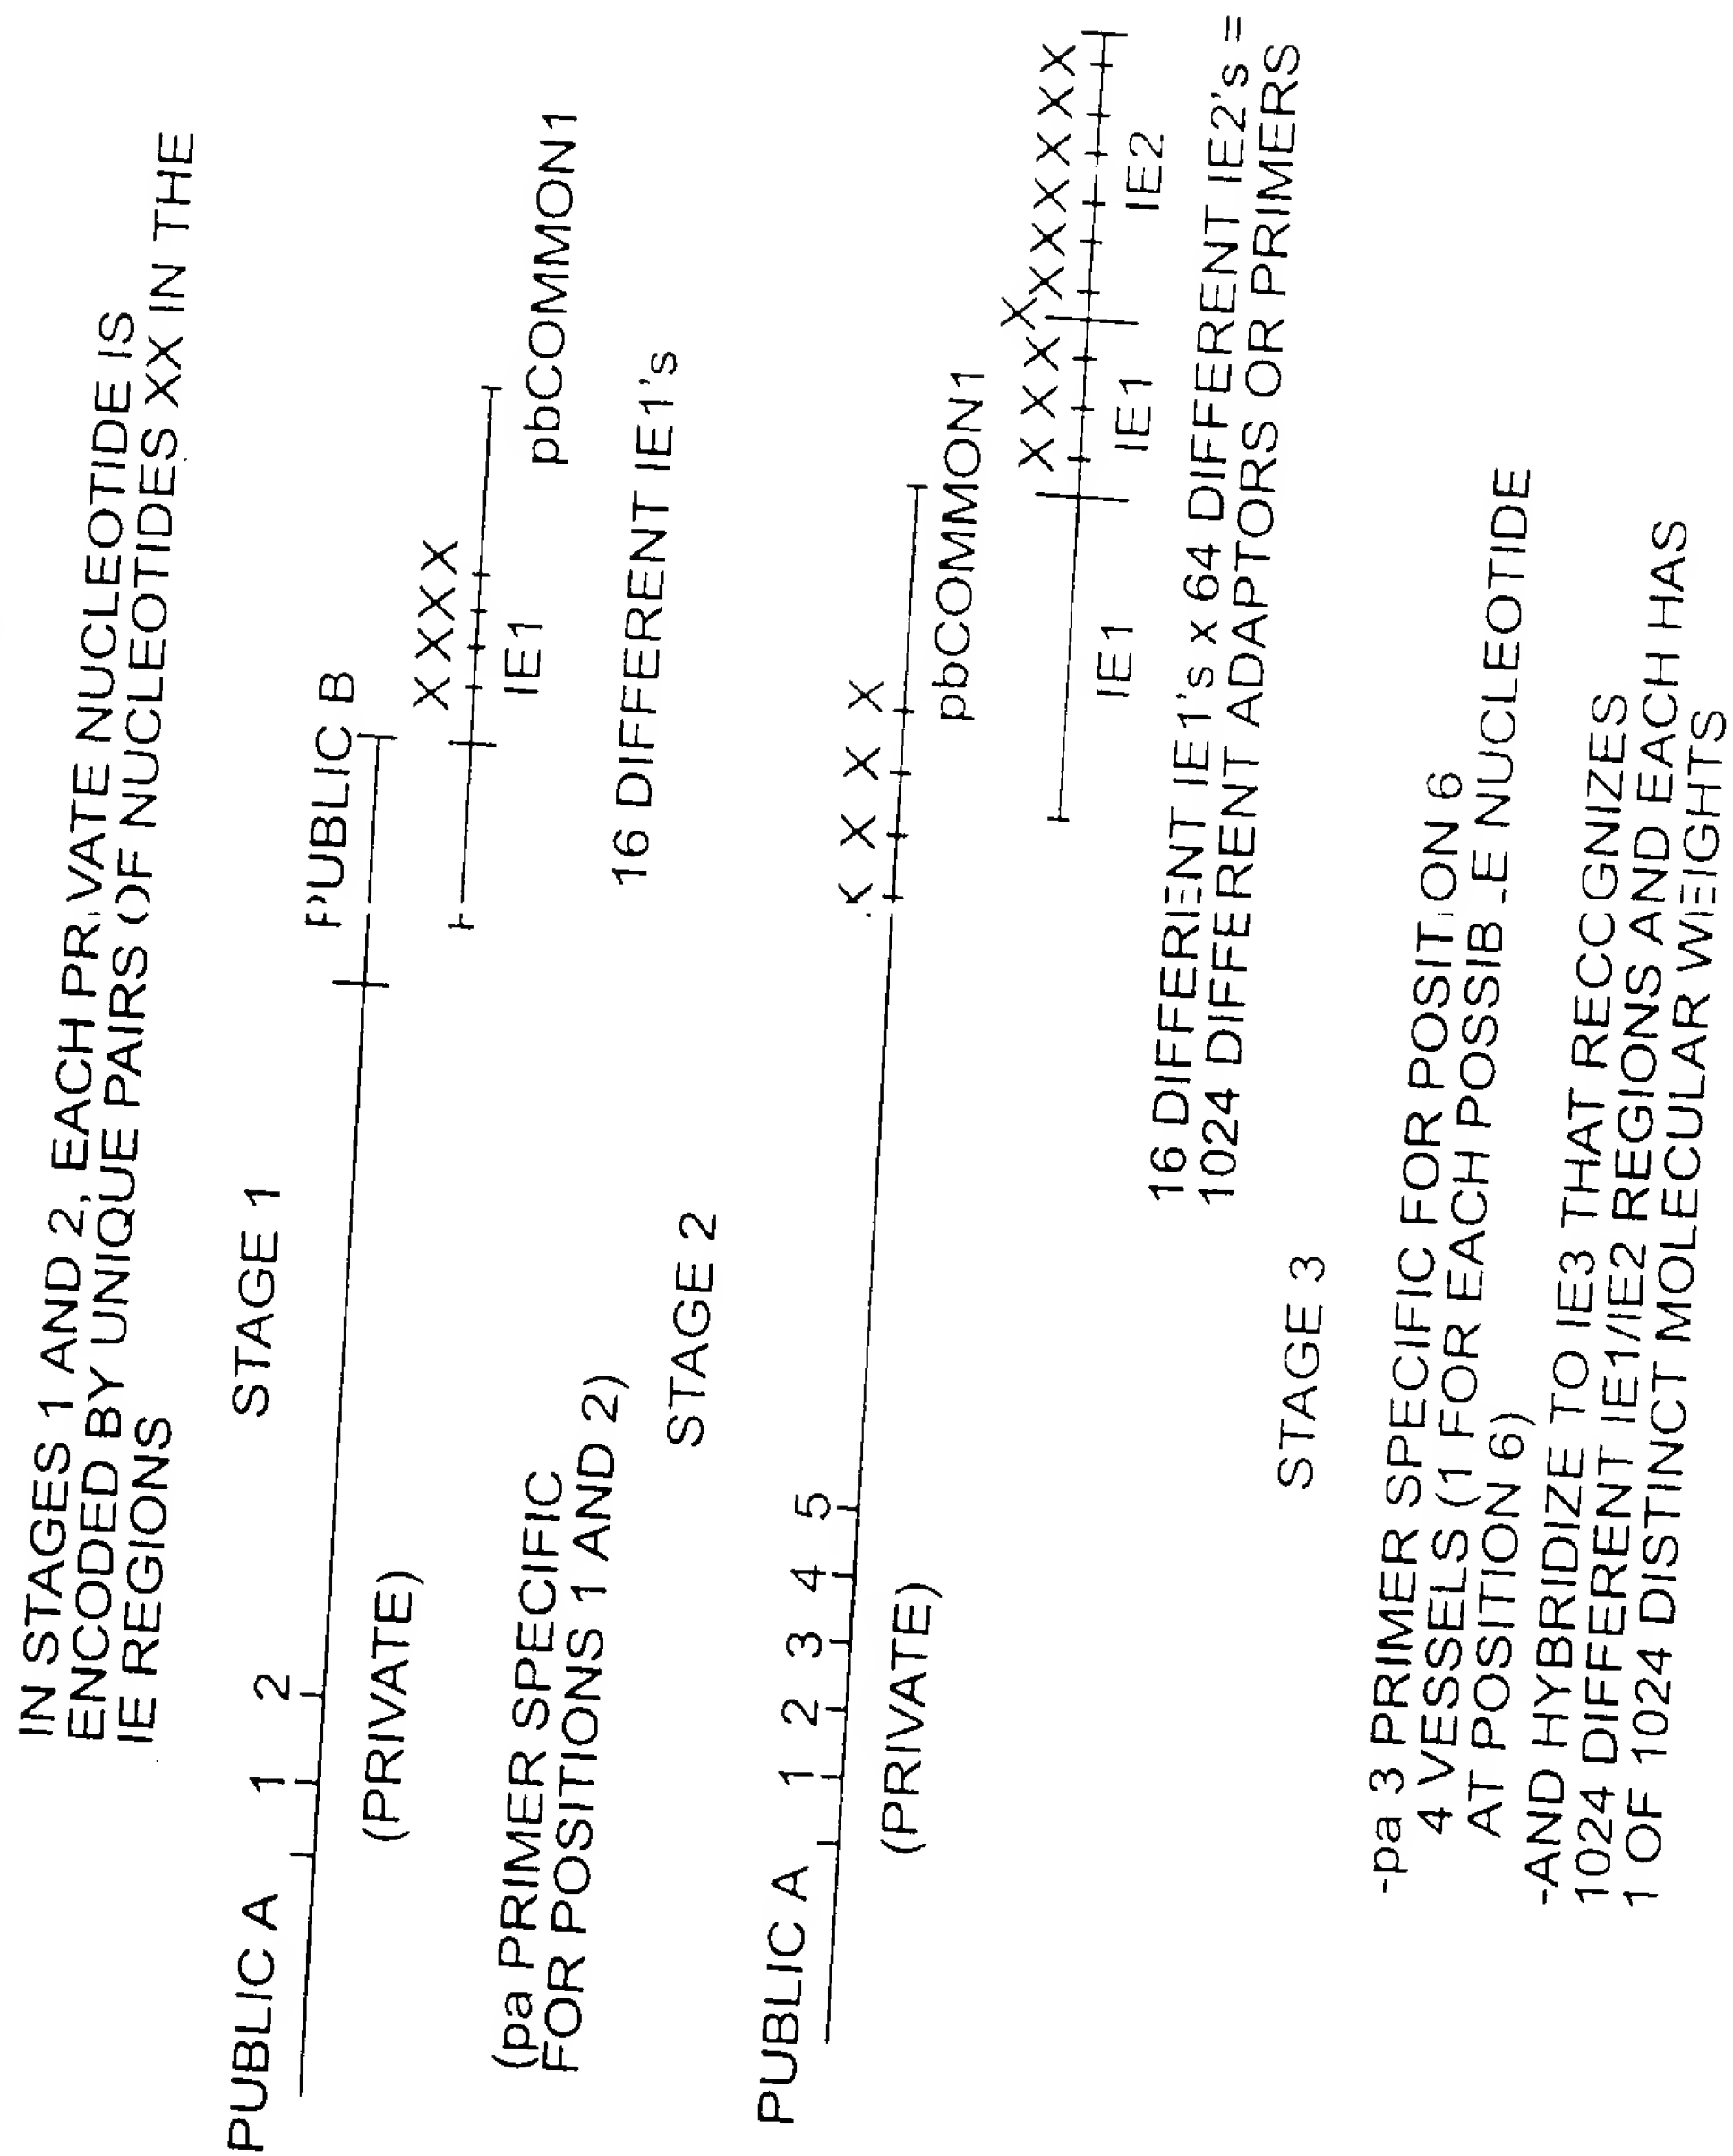 IN STAGES 1 AND 2, EACH PRIVATE NUCLEOTIDE IS
ENCODED BY UNIQUE PAIRS OF NUCLEOTIDES XX IN THE
IE REGIONS
STAGE 1
PUBLIC A
1
2
PUBLIC B
(PRIVATE)
XXXX
IE1
pbCOMMON1
(pa PRIMER SPECIFIC
FOR POSITIONS 1 AND 2)
16 DIFFERENT IE1's
STAGE 2
PUBLIC A
1
2
3
4
5
X X X X
(PRIVATE)
pbCOMMON1
XXXX
XXXXXX
IE1
IE1
IE2
16 DIFFERENT IE1's x 64 DIFFERENT IE2's =
1024 DIFFERENT ADAPTORS OR PRIMERS
STAGE 3
-pa 3 PRIMER SPECIFIC FOR POSITION 6
4 VESSELS (1 FOR EACH POSSIBLE NUCLEOTIDE
AT POSITION 6)
-AND HYBRIDIZE TO IE3 THAT RECOGNIZES
1024 DIFFERENT IE1/IE2 REGIONS AND EACH HAS
1 OF 1024 DISTINCT MOLECULAR WEIGHTS